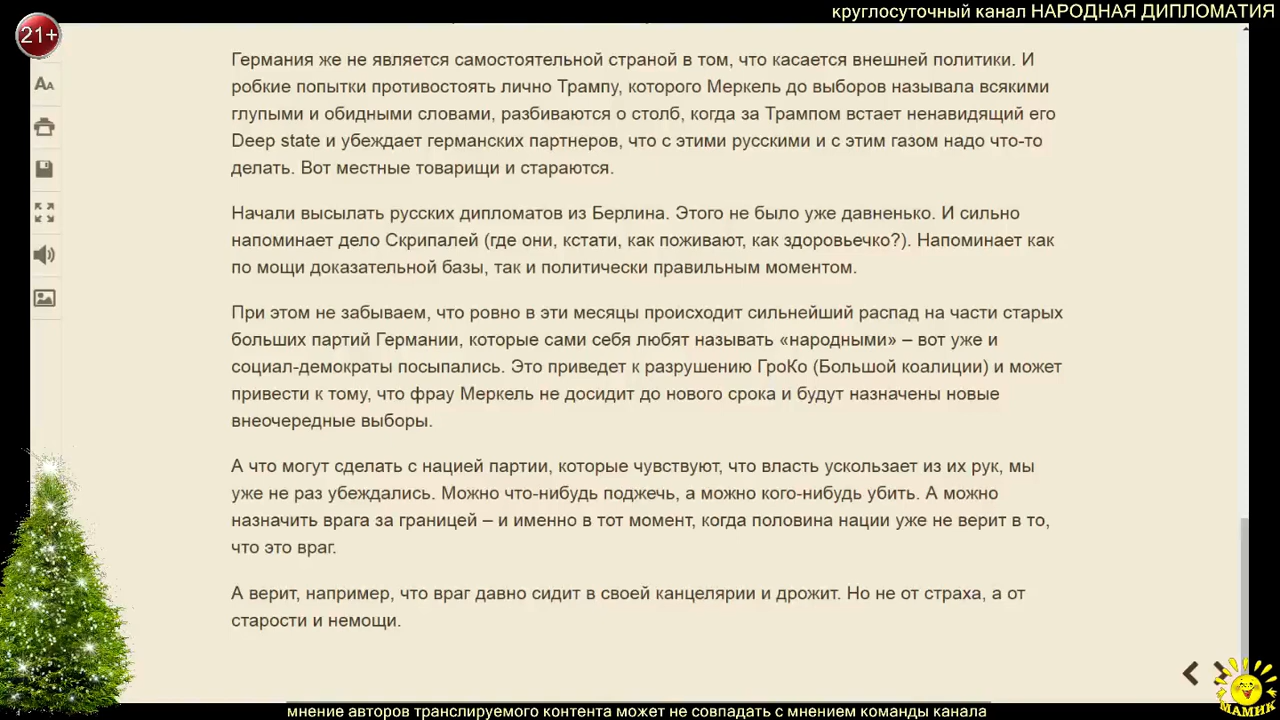 круглосуточный канал НАРОДНАЯ ДИПЛОМАТИЯ
21+
Германия же не является самостоятельной страной в том, что касается внешней политики. И
робкие попытки противостоять лично Трампу, которого Меркель до выборов называла всякими
глупыми и обидными словами, разбиваются о столб, когда за Трампом встает ненавидящий его
Deep state и убеждает германских партнеров, что с этими русскими и с этим газом надо что-то
делать. Вот местные товарищи и стараются.
Начали высылать русских дипломатов из Берлина. Этого не было уже давненько. И сильно
напоминает дело Скрипалей (где они, кстати, как поживают, как здоровьечко?). Напоминает как
по мощи доказательной базы, так и политически правильным моментом.
При этом не забываем, что ровно в эти месяцы происходит сильнейший распад на части старых
больших партий Германии, которые сами себя любят называть «народными» – вот уже и
социал-демократы посыпались. Это приведет к разрушению ГроКо (Большой коалиции) и может
привести к тому, что фрау Меркель не досидит до нового срока и будут назначены новые
внеочередные выборы.
А что могут сделать с нацией партии, которые чувствуют, что власть ускользает из их рук, мы
уже не раз убеждались. Можно что-нибудь поджечь, а можно кого-нибудь убить. А можно
назначить врага за границей – и именно в тот момент, когда половина нации уже не верит в то,
что это враг.
А верит, например, что враг давно сидит в своей канцелярии и дрожит. Но не от страха, а от
старости и немощи.
МАМИК
мнение авторов транслируемого контента может не совпадать с мнением команды канала